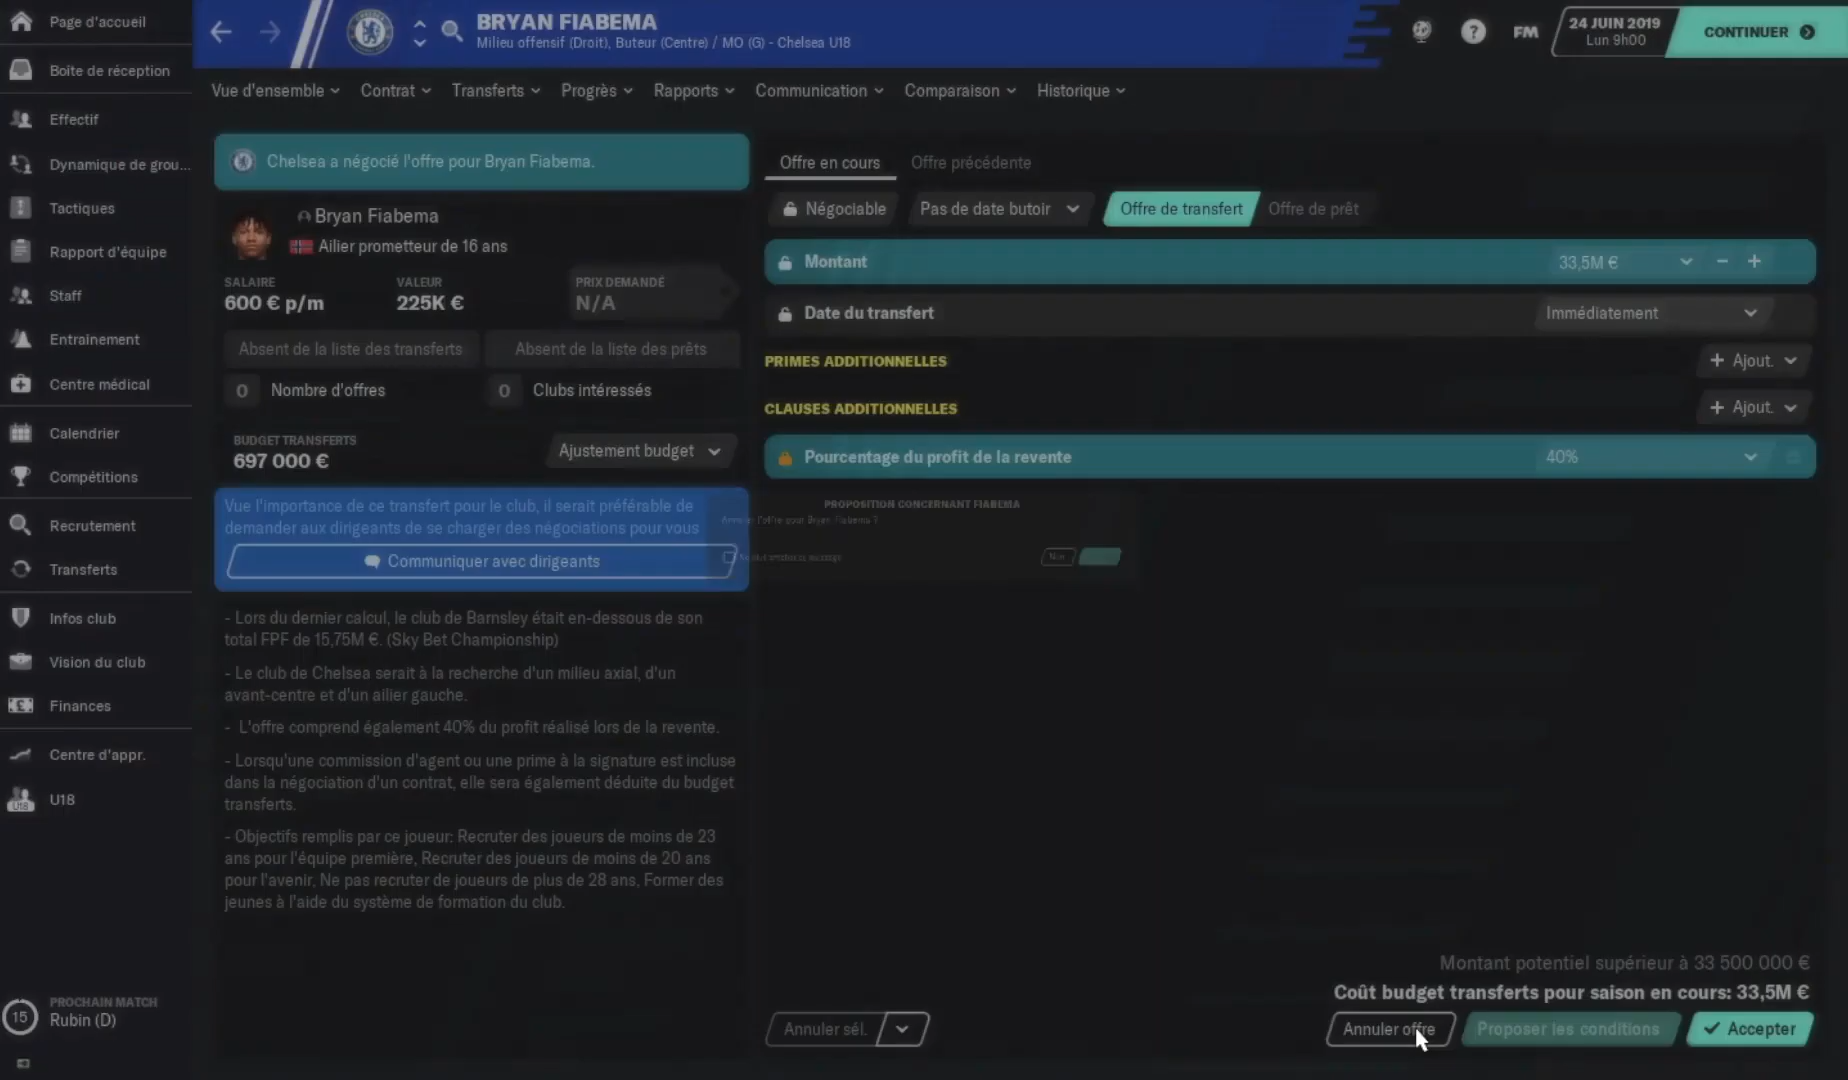 Page d'accueil
BRYAN FIABEMA
Milieu offensif (Droit), Buteur (Centre) / MO (G) - Chelsea U18
?
FM
24 JUIN 2019
Lun 9h00
CONTINUER
Boîte de réception
Vue d'ensemble
Contrat
Transferts
Progrès
Rapports
Communication
Comparaison
Historique
Effectif
Dynamique de grou...
Tactiques
Rapport d'équipe
Staff
Entraînement
Centre médical
Calendrier
Compétitions
Recrutement
Transferts
Infos club
Vision du club
Finances
Centre d'appr.
U18
U18
15
PROCHAIN MATCH
Rubin (D)
Chelsea a négocié l'offre pour Bryan Fiabema.
Bryan Fiabema
Ailier prometteur de 16 ans
SALAIRE
600 € p/m
VALEUR
225K €
PRIX DEMANDÉ
N/A
Absent de la liste des transferts
Absent de la liste des prêts
0 Nombre d'offres
0 Clubs intéressés
BUDGET TRANSFERTS
697 000 €
Ajustement budget
Vue l'importance de ce transfert pour le club, il serait préférable de
demander aux dirigeants de se charger des négociations pour vous
Communiquer avec dirigeants
- Lors du dernier calcul, le club de Barnsley était en-dessous de son
total FPF de 15,75M €. (Sky Bet Championship)
- Le club de Chelsea serait à la recherche d'un milieu axial, d'un
avant-centre et d'un ailier gauche.
- L'offre comprend également 40% du profit réalisé lors de la revente.
- Lorsqu'une commission d'agent ou une prime à la signature est incluse
dans la négociation d'un contrat, elle sera également déduite du budget
transferts.
- Objectifs remplis par ce joueur: Recruter des joueurs de moins de 23
ans pour l'équipe première, Recruter des joueurs de moins de 20 ans
pour l'avenir, Ne pas recruter de joueurs de plus de 28 ans, Former des
jeunes à l'aide du système de formation du club.
Offre en cours
Offre précédente
Négociable
Pas de date butoir
Offre de transfert
Offre de prêt
Montant
33,5M €
Date du transfert
Immédiatement
PRIMES ADDITIONNELLES
+ Ajout.
CLAUSES ADDITIONNELLES
+ Ajout.
Pourcentage du profit de la revente
40%
PROPOSITION CONCERNANT FIABEMA
l'offre pour Bryan Fiabema ?
Non
Montant potentiel supérieur à 33 500 000 €
Coût budget transferts pour saison en cours: 33,5M €
Annuler sél.
Annuler offre
Proposer les conditions
Accepter